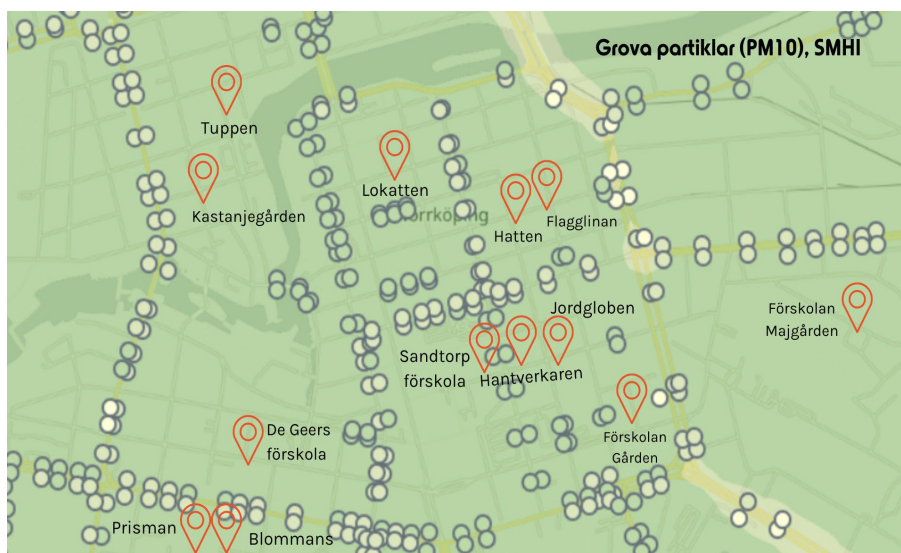 Grova partiklar (PM10), SMHI
Tuppen
Lokatten
Kastanjegården
Norrköping
Flagglinan
Hatten
Jordgloben
Förskolan
Majgården
Sandtorp
förskola
Hantverkaren
De Geers
förskola
Förskolan
Gården
Prisman
Blommans